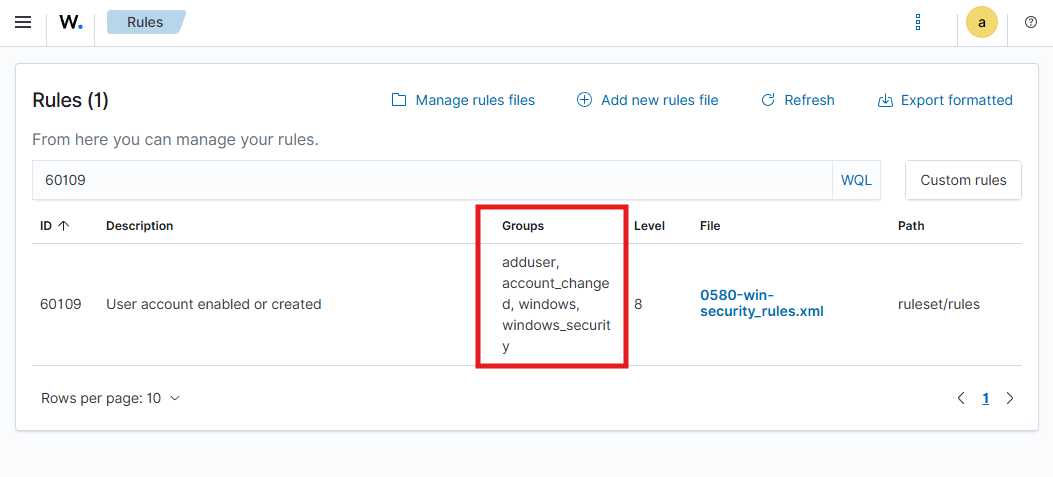 W. Rules a
Rules (1) Manage rules files Add new rules file Refresh Export formatted
From here you can manage your rules.
60109 WQL Custom rules
ID Description Groups Level File Path
60109 User account enabled or created adduser,
account_change
d, windows,
windows_securit
y 8 0580-win-
security_rules.xml ruleset/rules
Rows per page: 10 1